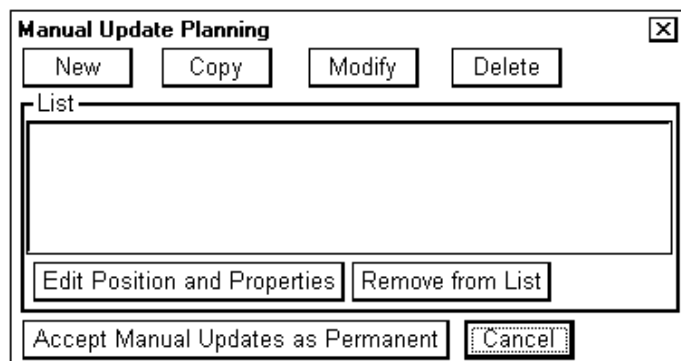 Manual Update Planning
New Copy Modify Delete
List
Edit Position and Properties Remove from List
Accept Manual Updates as Permanent Cancel